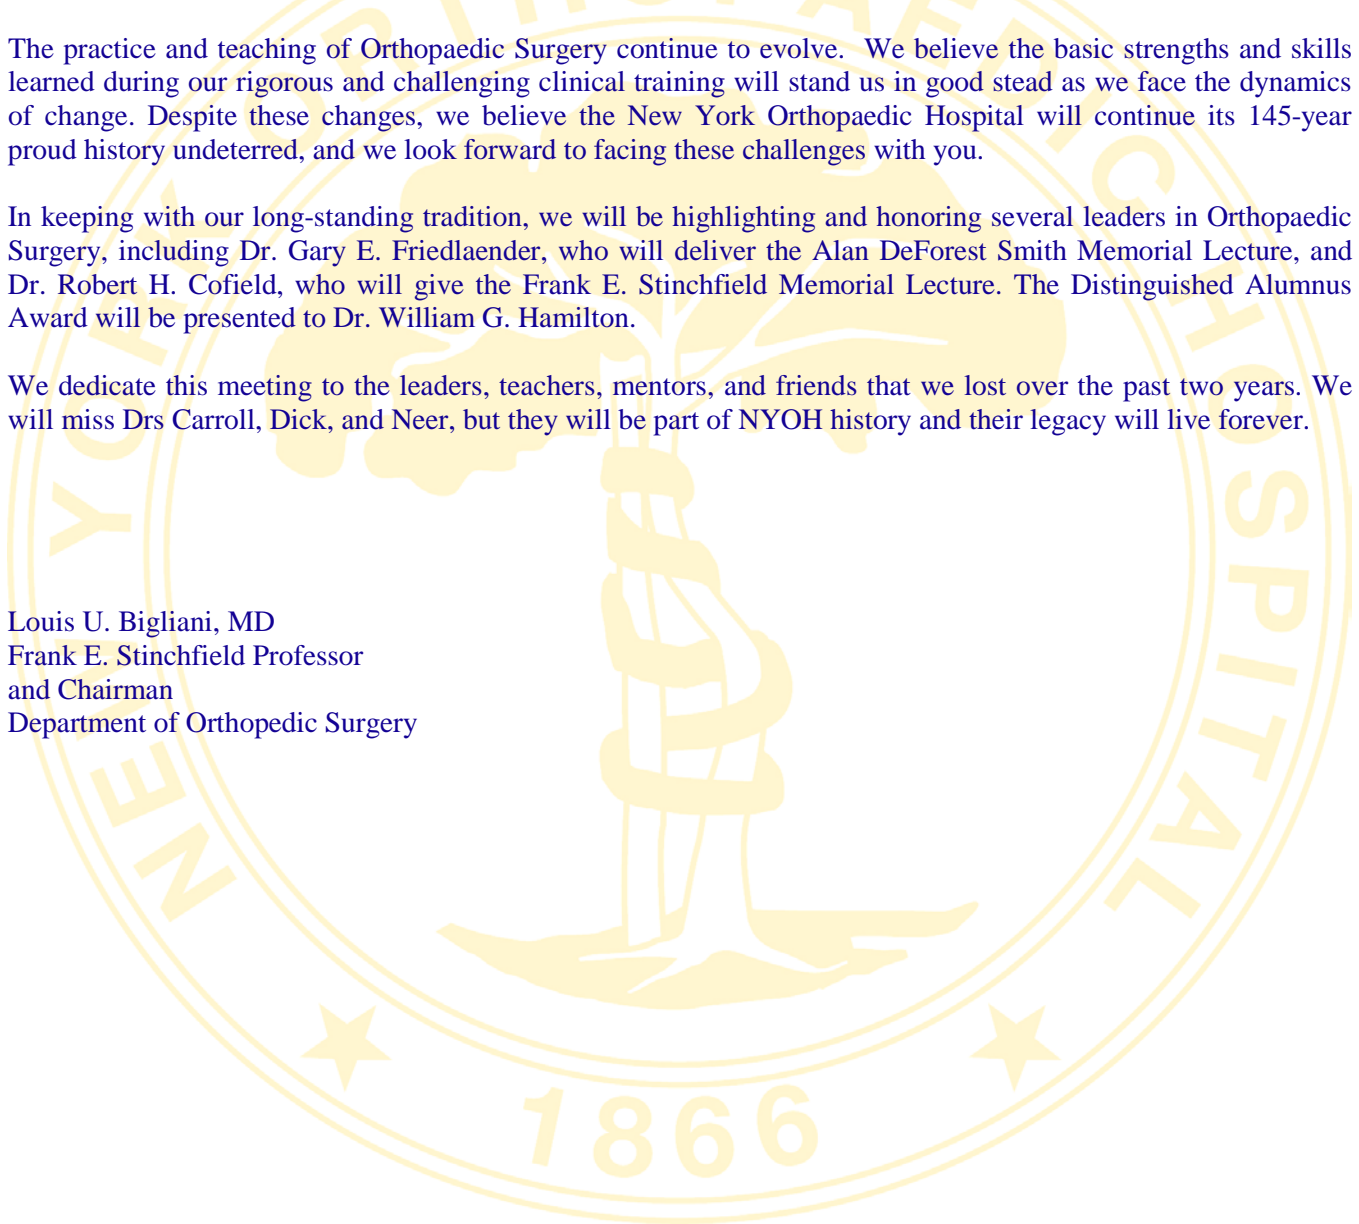 NEW YORK ORTHOPAEDIC HOSPITAL
The practice and teaching of Orthopaedic Surgery continue to evolve.  We believe the basic strengths and skills
learned during our rigorous and challenging clinical training will stand us in good stead as we face the dynamics
of change. Despite these changes, we believe the New York Orthopaedic Hospital will continue its 145-year
proud history undeterred, and we look forward to facing these challenges with you.
In keeping with our long-standing tradition, we will be highlighting and honoring several leaders in Orthopaedic
Surgery, including Dr. Gary E. Friedlaender, who will deliver the Alan DeForest Smith Memorial Lecture, and
Dr. Robert H. Cofield, who will give the Frank E. Stinchfield Memorial Lecture. The Distinguished Alumnus
Award will be presented to Dr. William G. Hamilton.
We dedicate this meeting to the leaders, teachers, mentors, and friends that we lost over the past two years. We
will miss Drs Carroll, Dick, and Neer, but they will be part of NYOH history and their legacy will live forever.
Louis U. Bigliani, MD
Frank E. Stinchfield Professor
and Chairman
Department of Orthopedic Surgery
1866